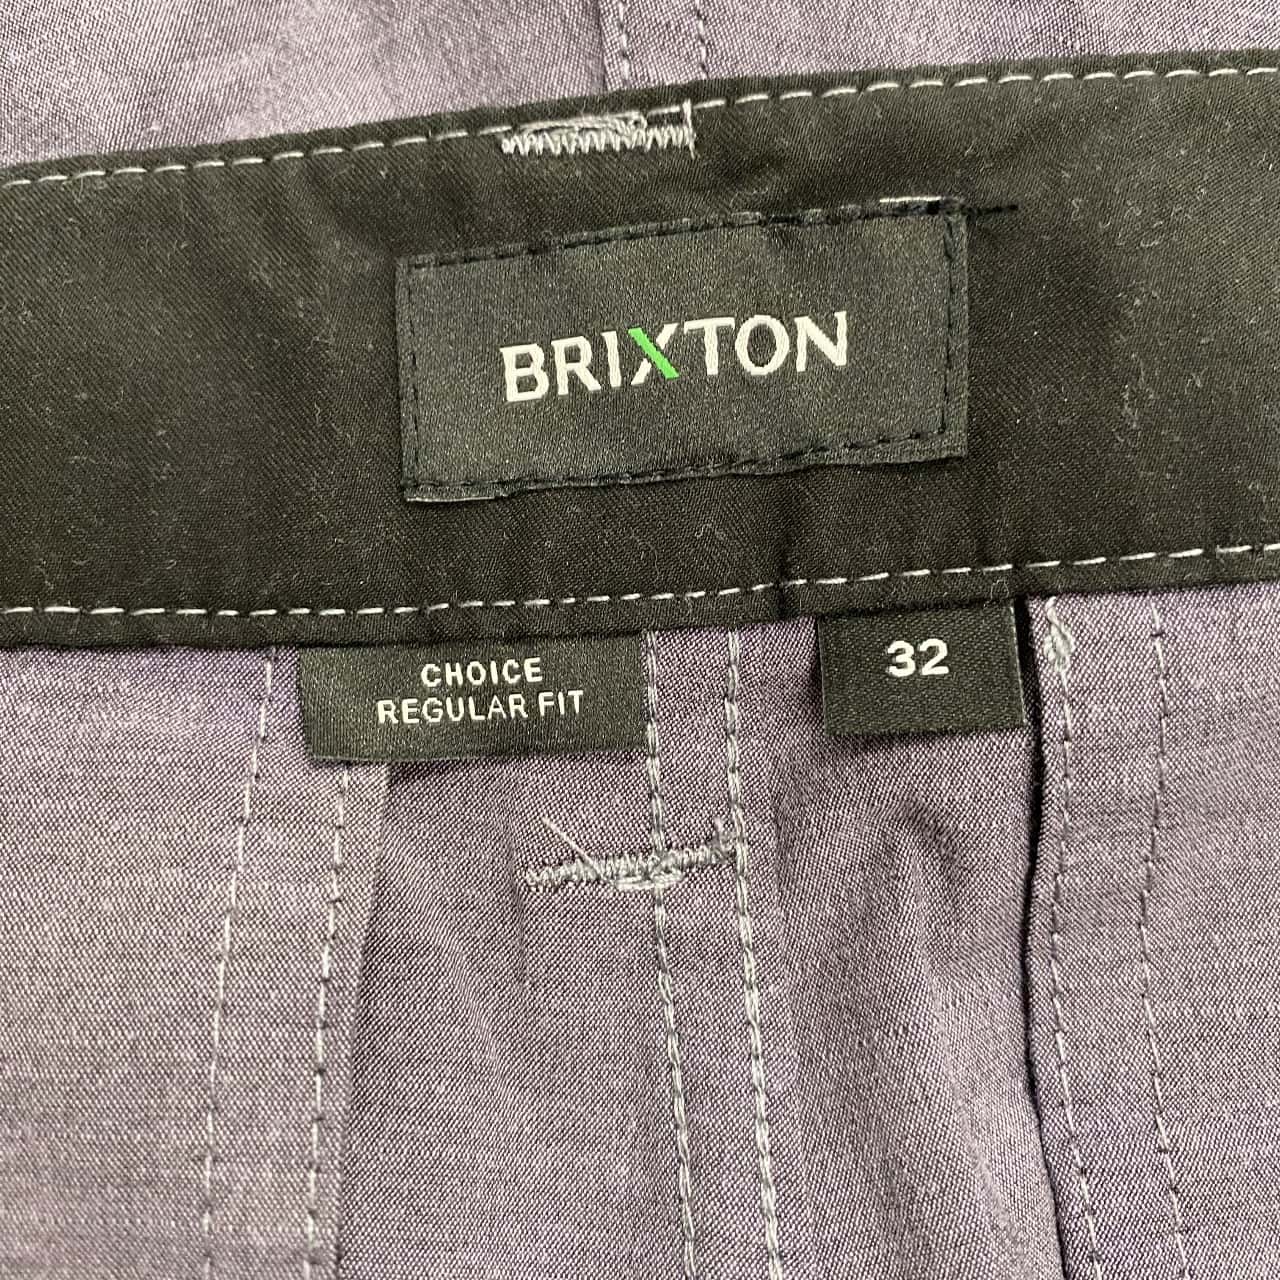 BRIXTON
CHOICE
REGULAR FIT
32